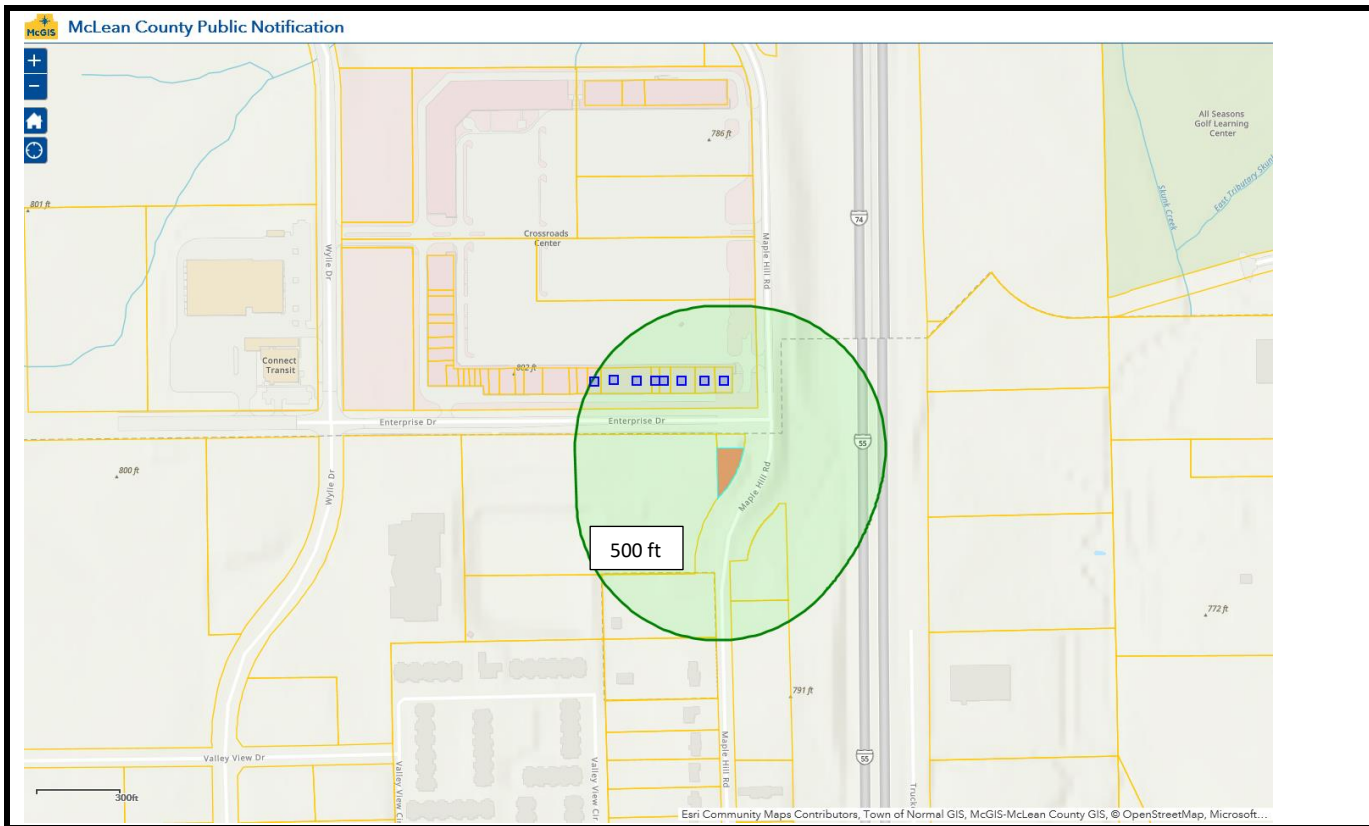 McGIS
McLean County Public Notification
+
−
All Seasons
Golf Learning
Center
786 ft
801 ft
Skunk Creek
East Tributary Skunk
74
Crossroads
Center
Wylie Dr
Maple Hill Rd
Connect
Transit
802 ft
Enterprise Dr
Enterprise Dr
55
800 ft
Wylie Dr
Maple Hill Rd
500 ft
772 ft
791 ft
Valley View Dr
Maple Hill Rd
55
Valley View Cir
Valley View Cir
Truck
300ft
Esri Community Maps Contributors, Town of Normal GIS, McGIS-McLean County GIS, © OpenStreetMap, Microsoft...